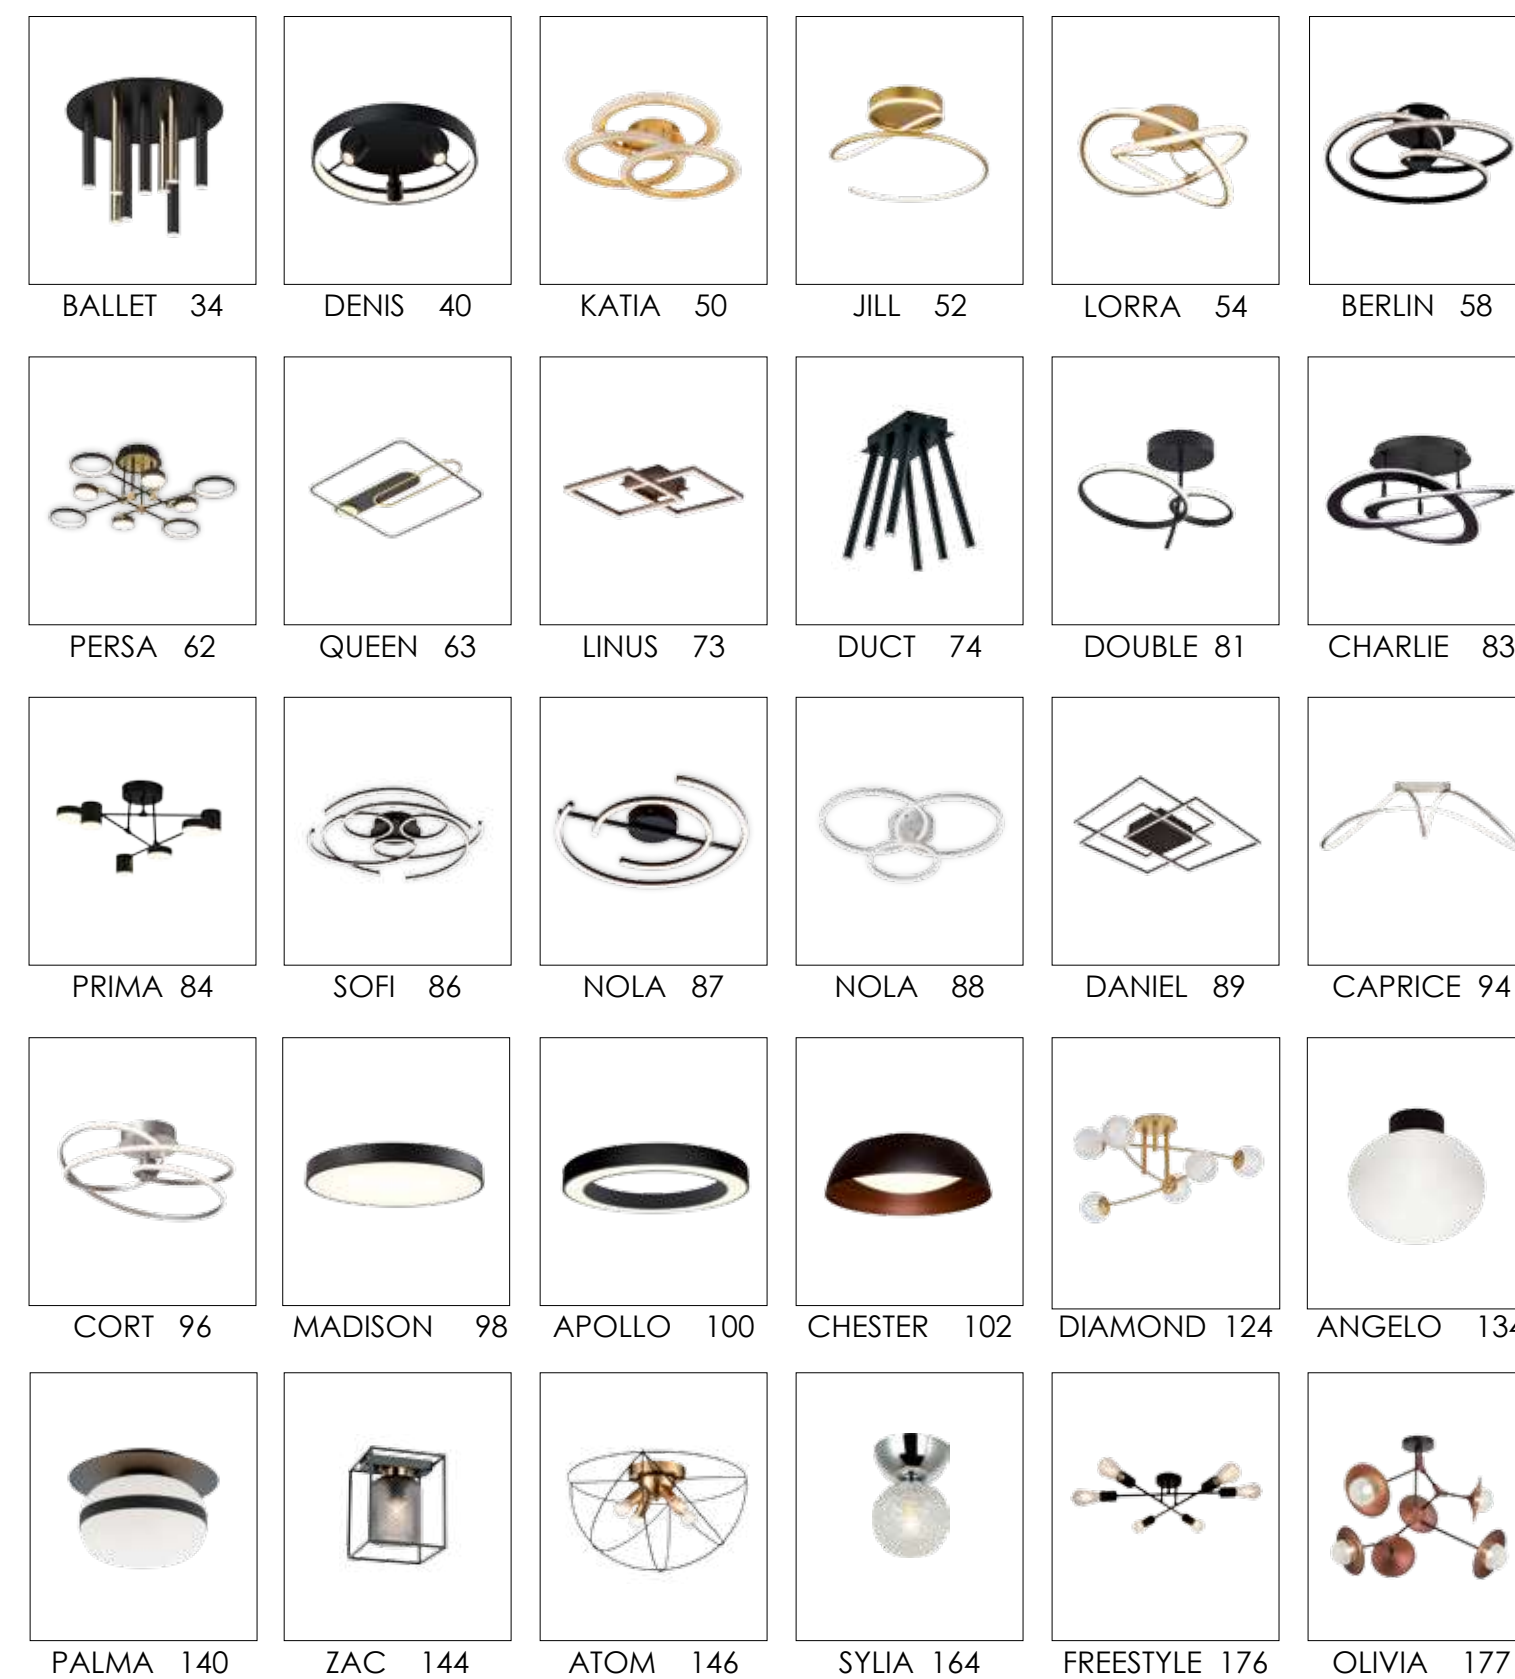 BALLET 34 DENIS 40 KATIA 50 JILL 52 LORRA 54 BERLIN 58
PERSA 62 QUEEN 63 LINUS 73 DUCT 74 DOUBLE 81 CHARLIE 83
PRIMA 84 SOFI 86 NOLA 87 NOLA 88 DANIEL 89 CAPRICE 94
CORT 96 MADISON 98 APOLLO 100 CHESTER 102 DIAMOND 124 ANGELO 134
PALMA 140 ZAC 144 ATOM 146 SYLIA 164 FREESTYLE 176 OLIVIA 177